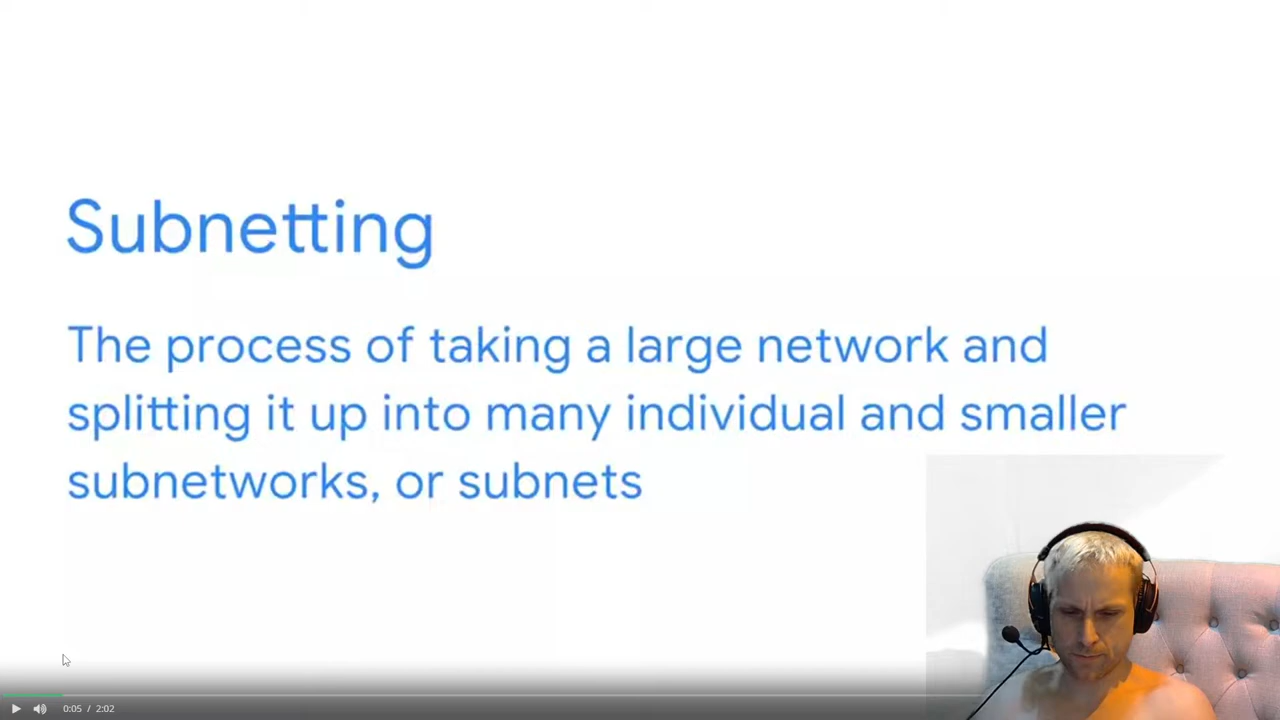 Subnetting
The process of taking a large network and
splitting it up into many individual and smaller
subnetworks, or subnets
0:05 / 2:02